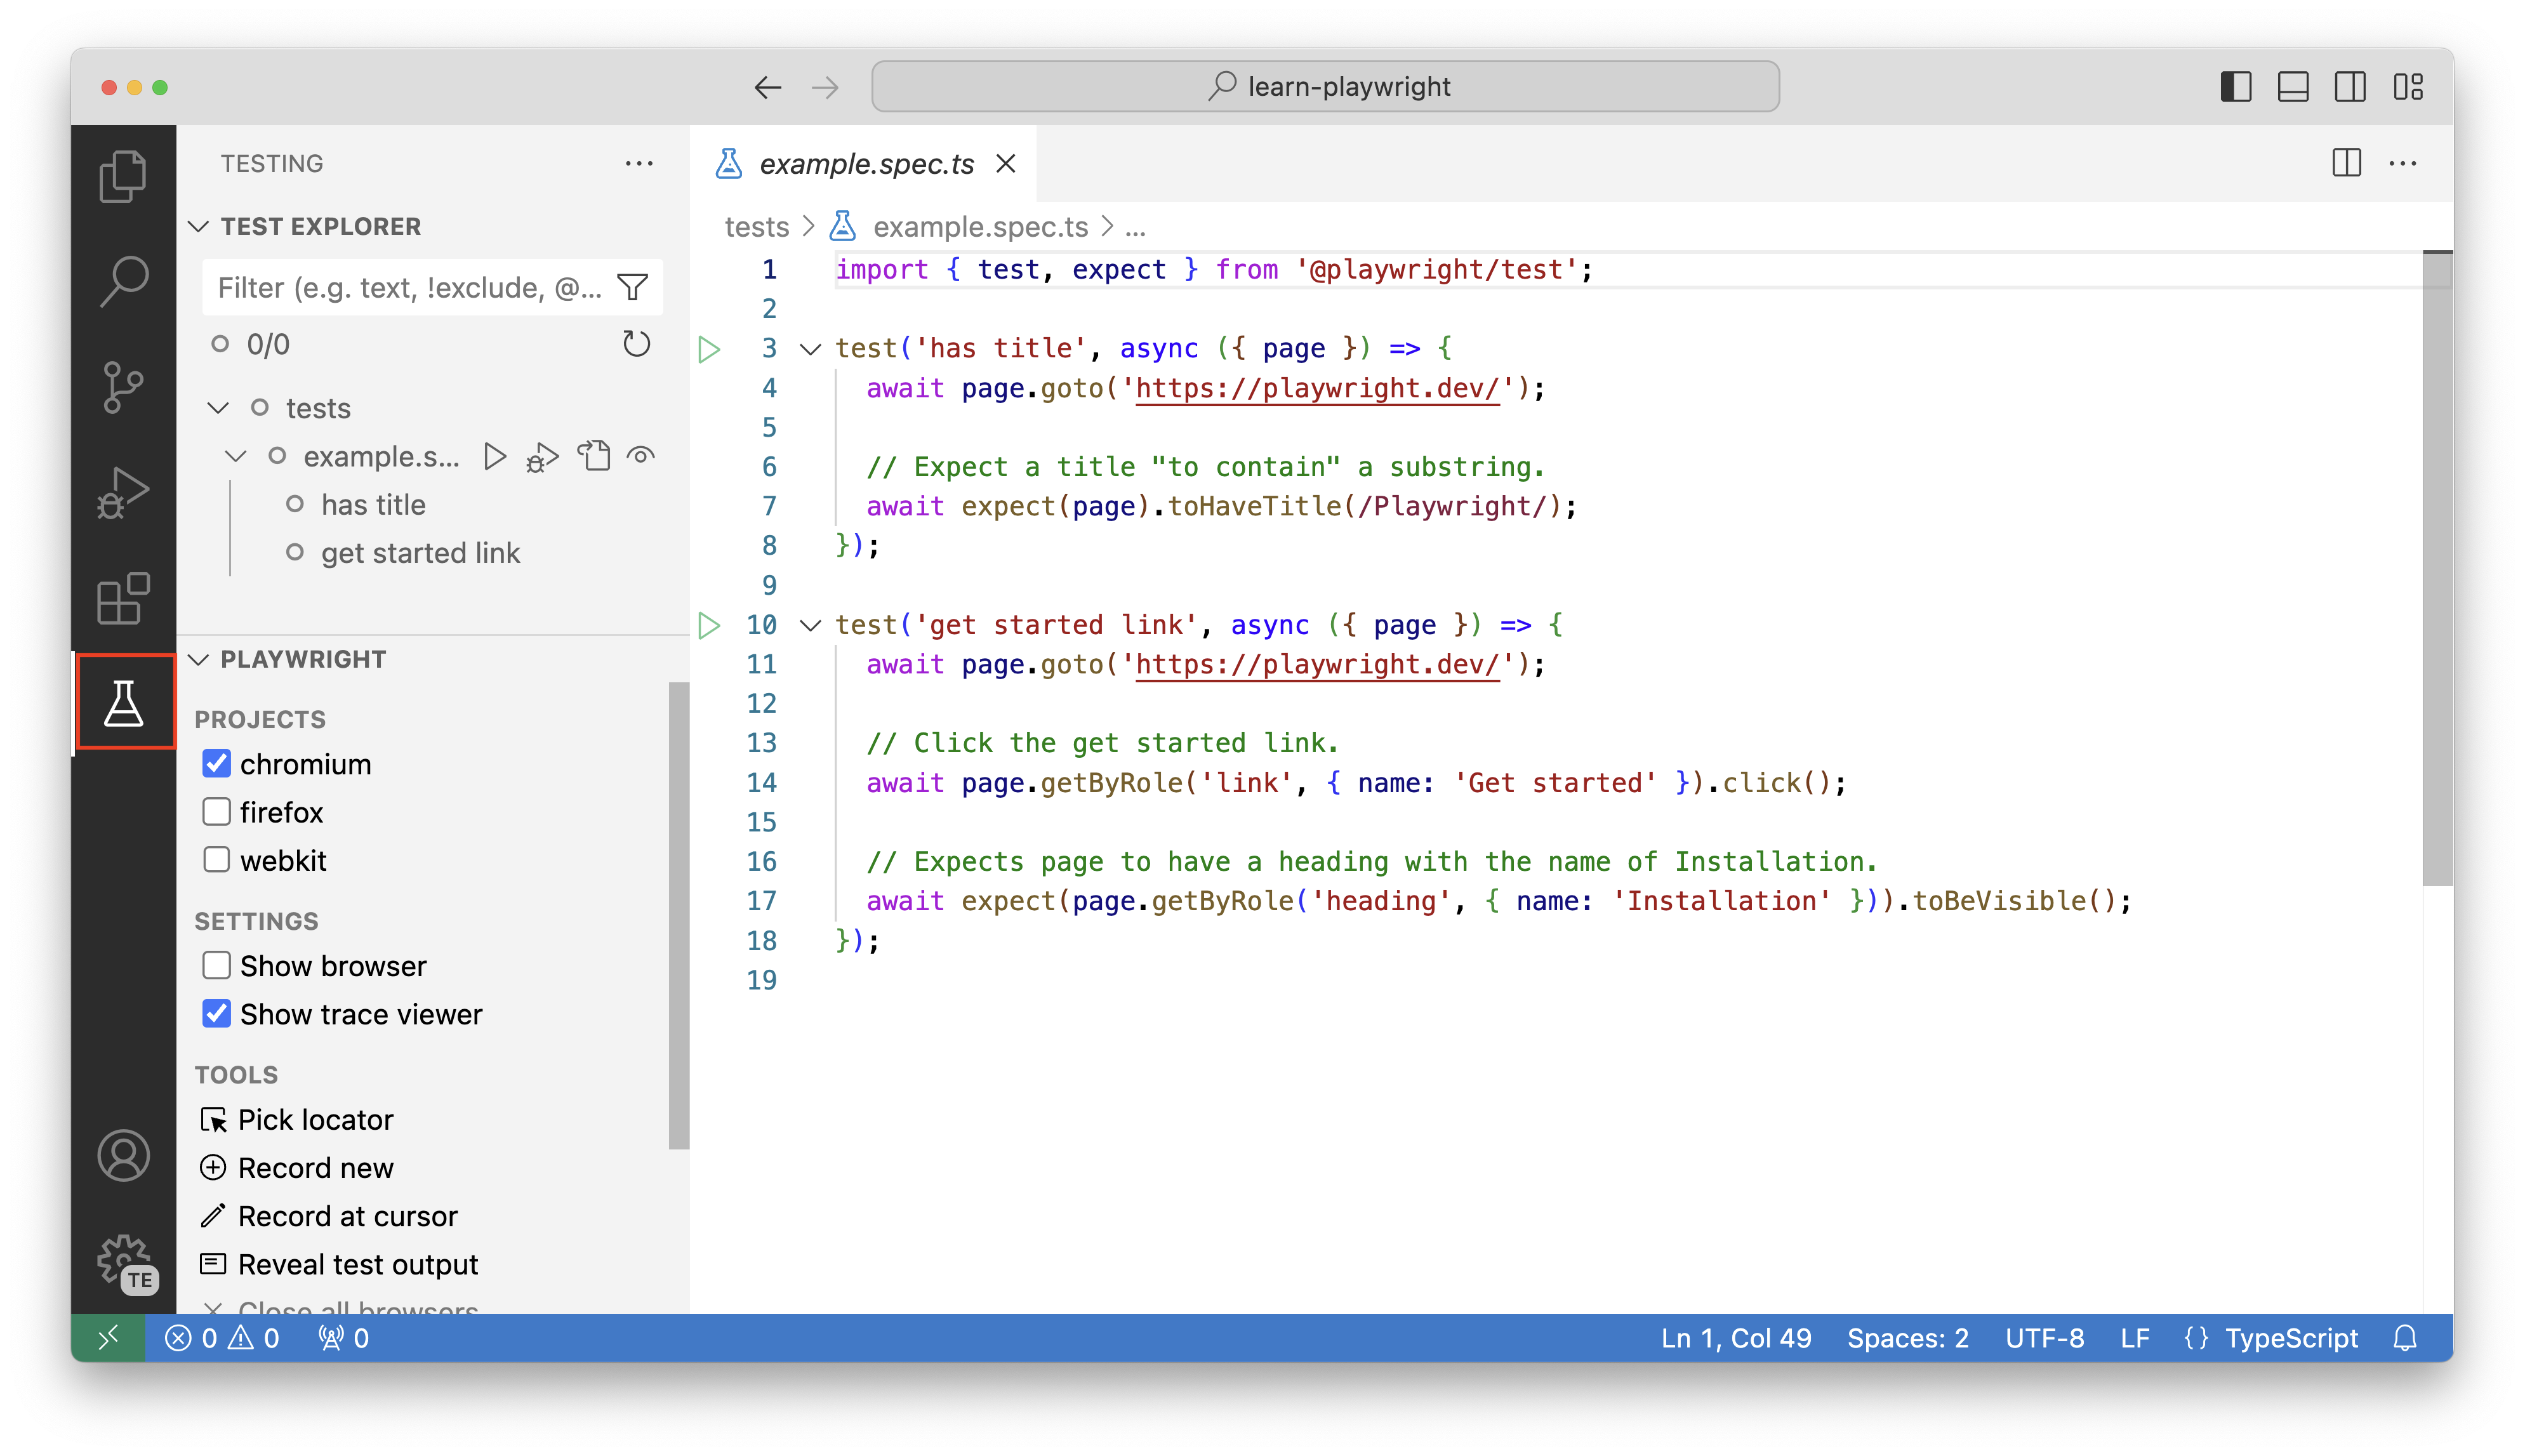 learn-playwright
TESTING
TEST EXPLORER
Filter (e.g. text, !exclude, @...
0/0
tests
example.s...
has title
get started link
PLAYWRIGHT
PROJECTS
chromium
firefox
webkit
SETTINGS
Show browser
Show trace viewer
TOOLS
Pick locator
Record new
Record at cursor
Reveal test output
Close all browsers
TE
example.spec.ts
tests > example.spec.ts > ...
1 import { test, expect } from '@playwright/test';
2
3 test('has title', async ({ page }) => {
4   await page.goto('https://playwright.dev/');
5
6   // Expect a title "to contain" a substring.
7   await expect(page).toHaveTitle(/Playwright/);
8 });
9
10 test('get started link', async ({ page }) => {
11   await page.goto('https://playwright.dev/');
12
13   // Click the get started link.
14   await page.getByRole('link', { name: 'Get started' }).click();
15
16   // Expects page to have a heading with the name of Installation.
17   await expect(page.getByRole('heading', { name: 'Installation' })).toBeVisible();
18 });
19
0 0 0 Ln 1, Col 49 Spaces: 2 UTF-8 LF {} TypeScript